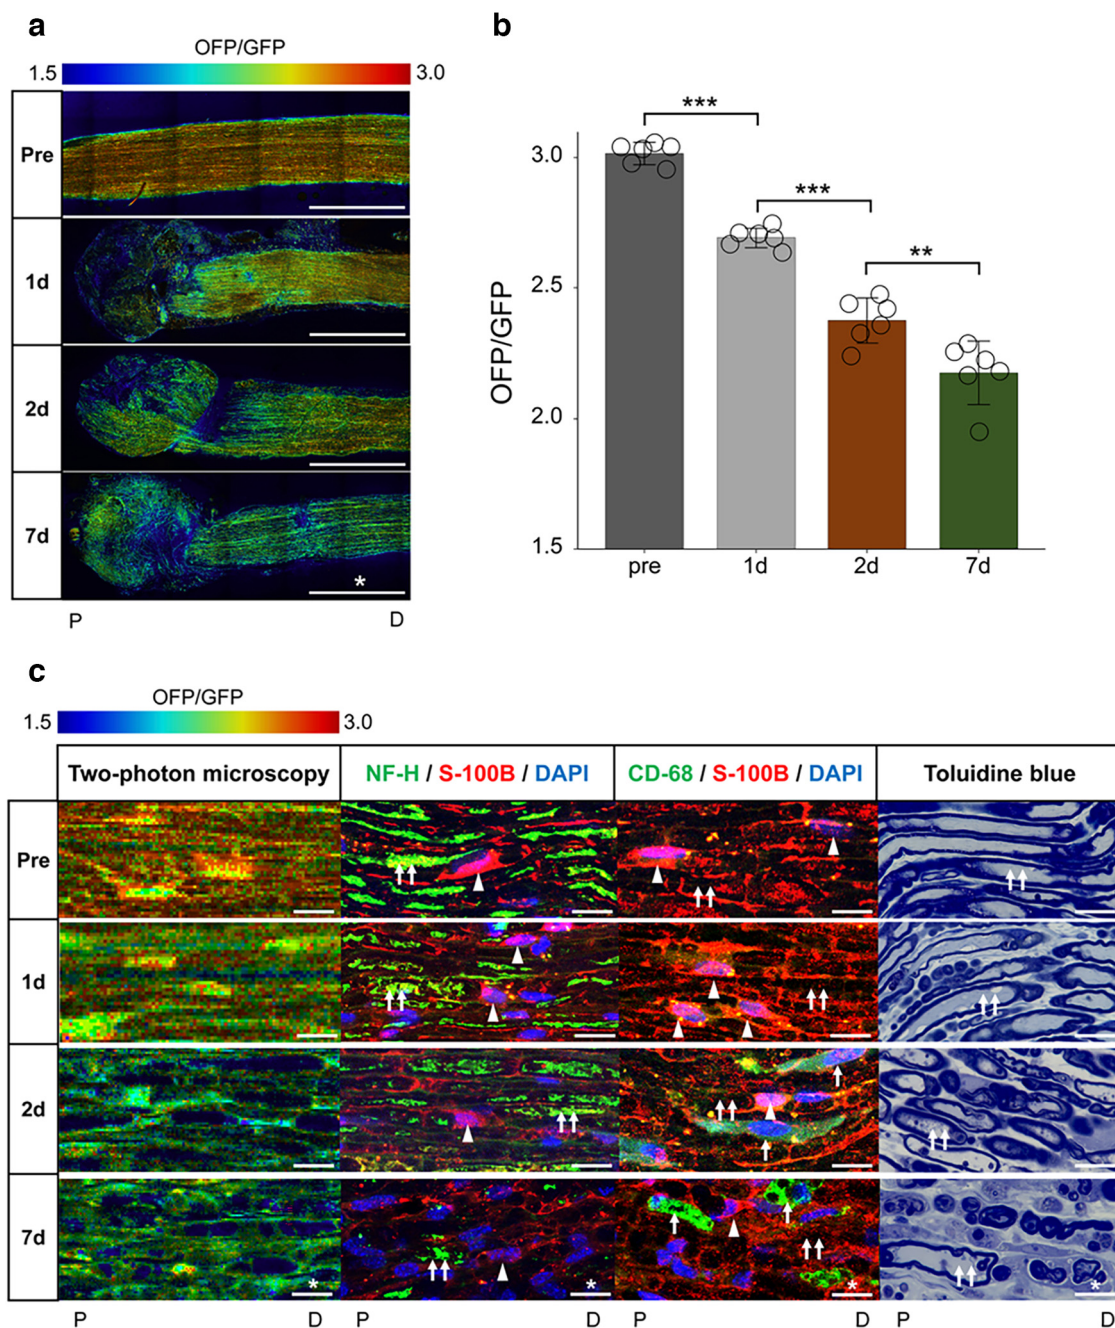 a
OFP/GFP
1.5 3.0
Pre
1d
2d
7d
*
P D
b
OFP/GFP
3.0
2.5
2.0
1.5
***
***
**
pre 1d 2d 7d
c
OFP/GFP
1.5 3.0
Two-photon microscopy NF-H / S-100B / DAPI CD-68 / S-100B / DAPI Toluidine blue
Pre
1d
2d
7d
* * * *
P D P D P D P D